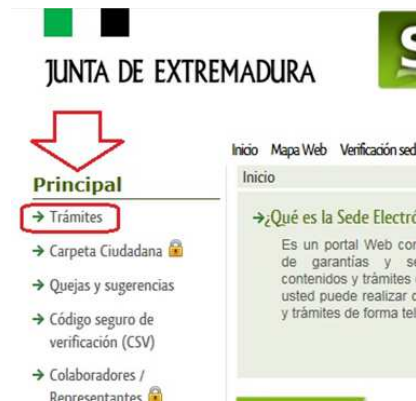 JUNTA DE EXTREMADURA
S
Inicio Mapa Web Verificación sed
Principal
Trámites
Carpeta Ciudadana
Quejas y sugerencias
Código seguro de
verificación (CSV)
Colaboradores /
Representantes
Inicio
¿Qué es la Sede Electró
Es un portal Web con
de garantías y se
contenidos y trámites
usted puede realizar c
y trámites de forma tel